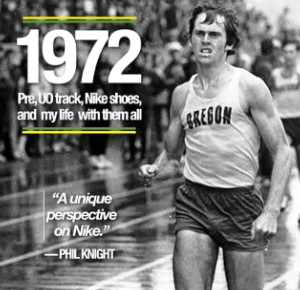 1972
Pre, UO track, Nike shoes,
and my life with them all
OREGON
“A unique
perspective
on Nike.”
— PHIL KNIGHT